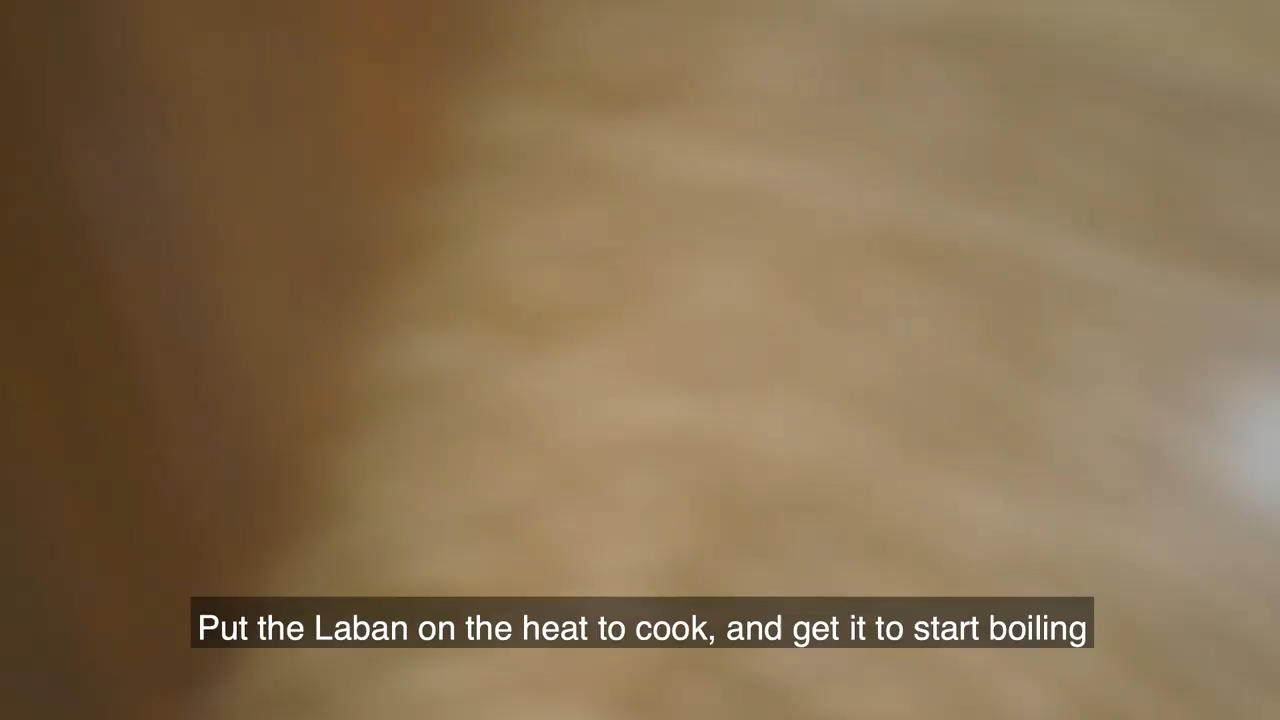 Put the Laban on the heat to cook, and get it to start boiling